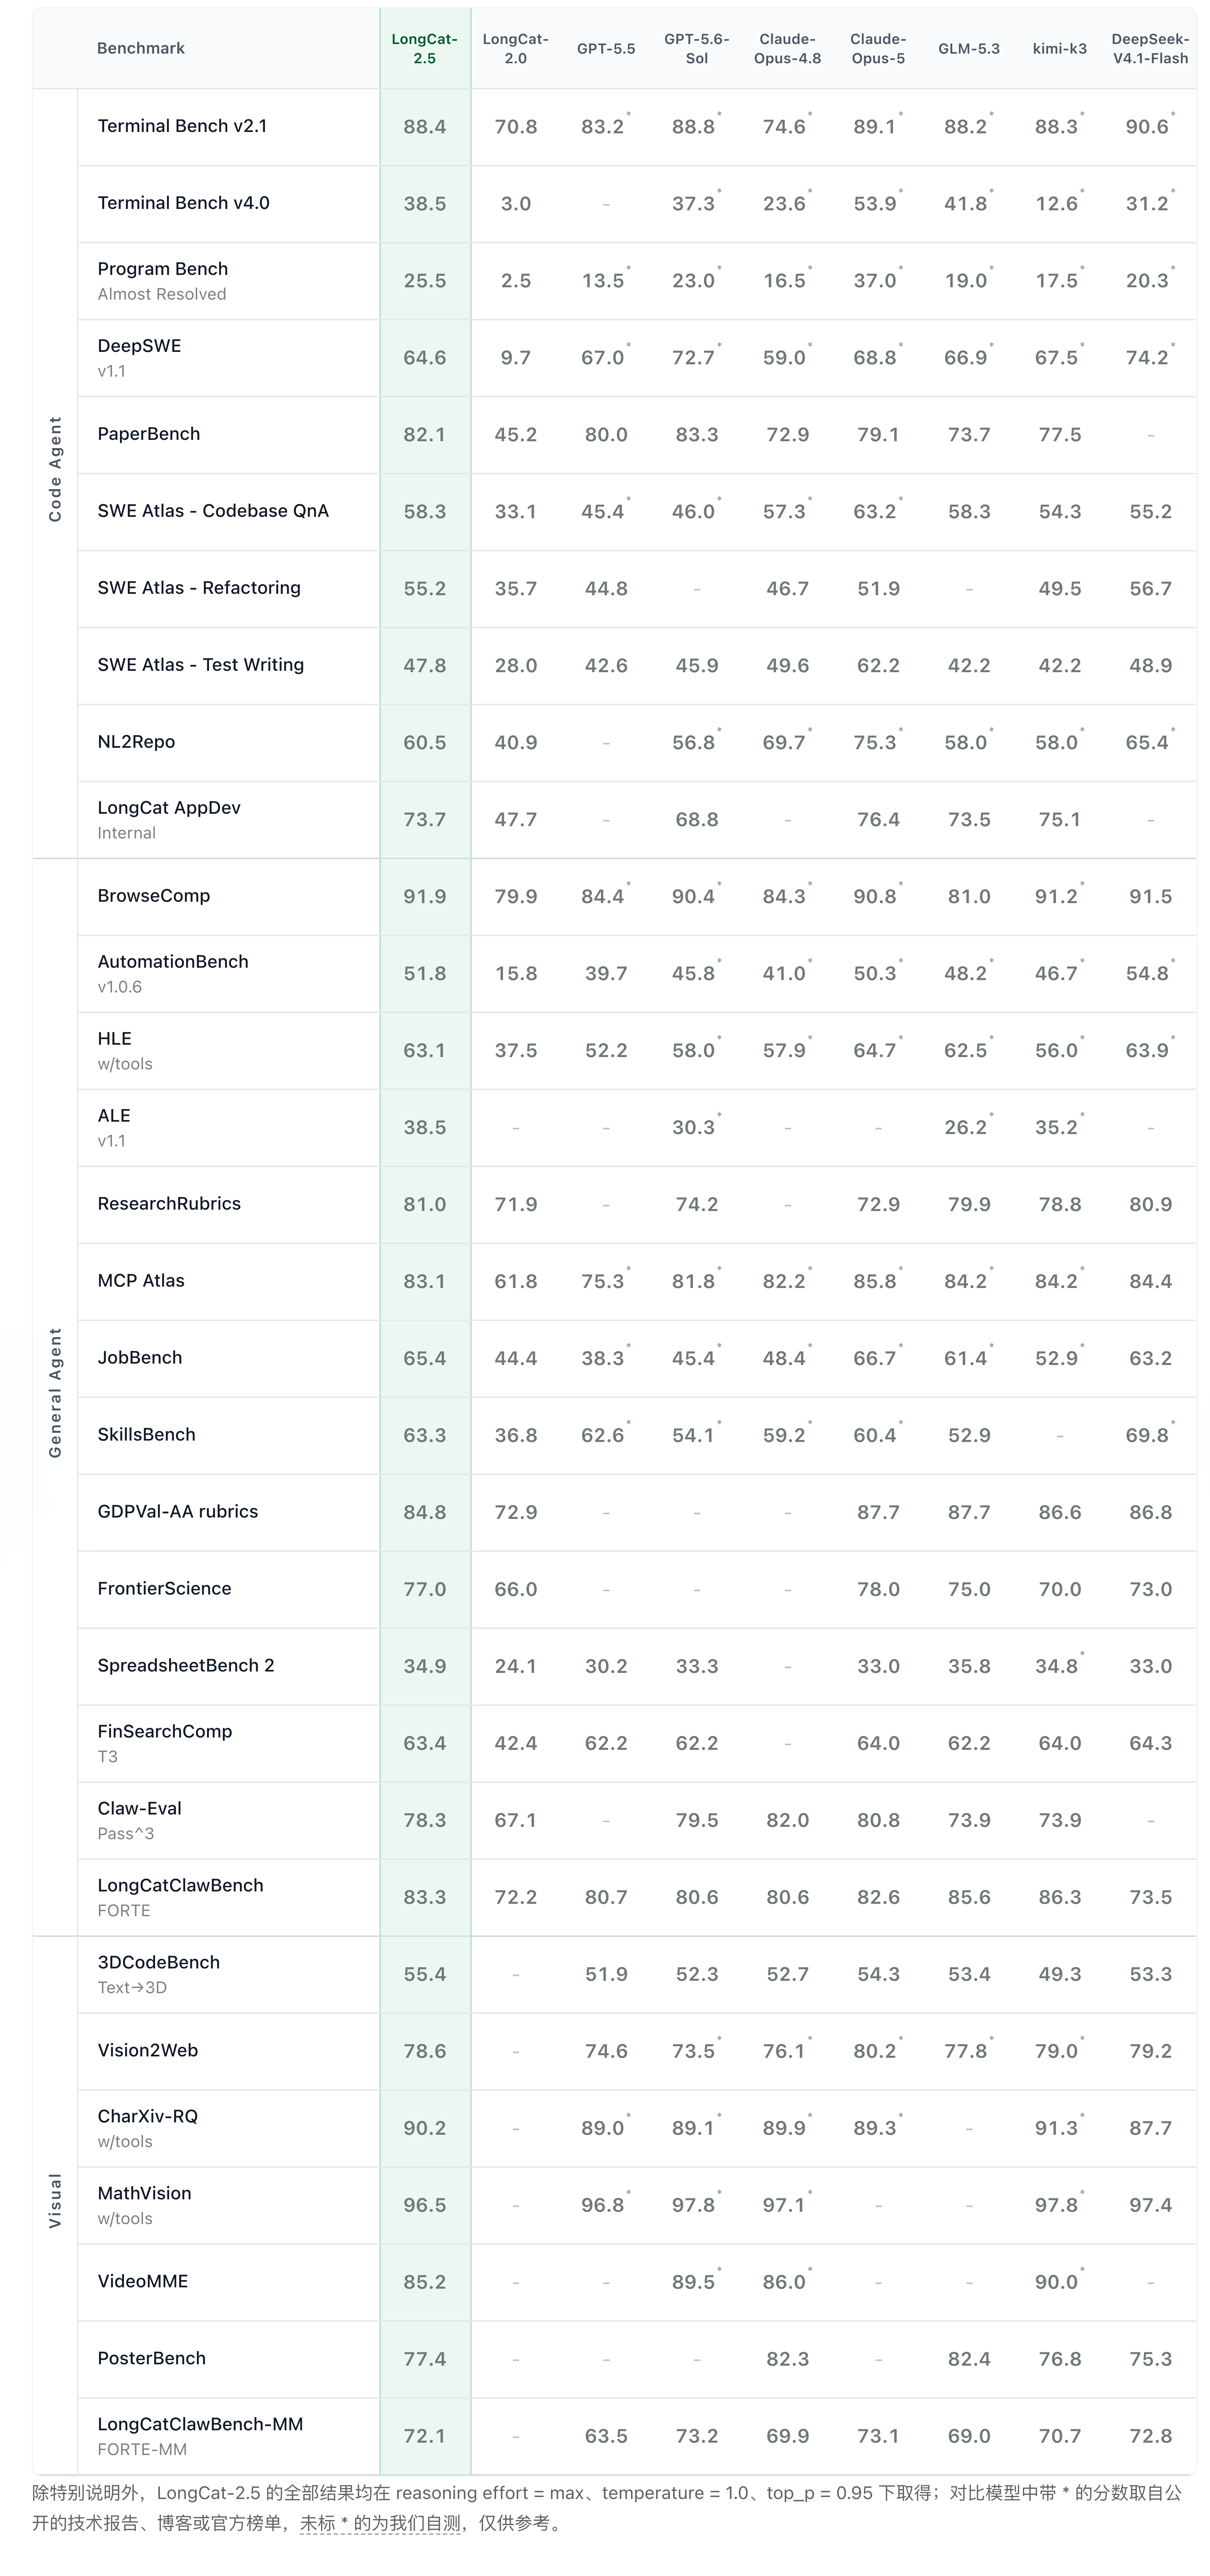 Benchmark LongCat-2.5 LongCat-2.0 GPT-5.5 GPT-5.6-Sol Claude-Opus-4.8 Claude-Opus-5 GLM-5.3 kimi-k3 DeepSeek-V4.1-Flash
Code Agent
Terminal Bench v2.1 88.4 70.8 83.2* 88.8* 74.6* 89.1* 88.2* 88.3* 90.6*
Terminal Bench v4.0 38.5 3.0 - 37.3* 23.6* 53.9* 41.8* 12.6* 31.2*
Program Bench 25.5 2.5 13.5* 23.0* 16.5* 37.0* 19.0* 17.5* 20.3*
Almost Resolved
DeepSWE 64.6 9.7 67.0* 72.7* 59.0* 68.8* 66.9* 67.5* 74.2*
v1.1
PaperBench 82.1 45.2 80.0 83.3 72.9 79.1 73.7 77.5 -
SWE Atlas - Codebase QnA 58.3 33.1 45.4* 46.0* 57.3* 63.2* 58.3 54.3 55.2
SWE Atlas - Refactoring 55.2 35.7 44.8 - 46.7 51.9 - 49.5 56.7
SWE Atlas - Test Writing 47.8 28.0 42.6 45.9 49.6 62.2 42.2 42.2 48.9
NL2Repo 60.5 40.9 - 56.8* 69.7* 75.3* 58.0* 58.0* 65.4*
LongCat AppDev 73.7 47.7 - 68.8 - 76.4 73.5 75.1 -
Internal
General Agent
BrowseComp 91.9 79.9 84.4* 90.4* 84.3* 90.8* 81.0 91.2* 91.5
AutomationBench 51.8 15.8 39.7 45.8* 41.0* 50.3* 48.2* 46.7* 54.8*
v1.0.6
HLE 63.1 37.5 52.2 58.0* 57.9* 64.7* 62.5* 56.0* 63.9*
w/tools
ALE 38.5 - - 30.3* - - 26.2* 35.2* -
v1.1
ResearchRubrics 81.0 71.9 - 74.2 - 72.9 79.9 78.8 80.9
MCP Atlas 83.1 61.8 75.3* 81.8* 82.2* 85.8* 84.2* 84.2* 84.4
JobBench 65.4 44.4 38.3* 45.4* 48.4* 66.7* 61.4* 52.9* 63.2
SkillsBench 63.3 36.8 62.6* 54.1* 59.2* 60.4* 52.9 - 69.8*
GDPVal-AA rubrics 84.8 72.9 - - - 87.7 87.7 86.6 86.8
FrontierScience 77.0 66.0 - - - 78.0 75.0 70.0 73.0
SpreadsheetBench 2 34.9 24.1 30.2 33.3 - 33.0 35.8 34.8* 33.0
FinSearchComp 63.4 42.4 62.2 62.2 - 64.0 62.2 64.0 64.3
T3
Claw-Eval 78.3 67.1 - 79.5 82.0 80.8 73.9 73.9 -
Pass^3
LongCatClawBench 83.3 72.2 80.7 80.6 80.6 82.6 85.6 86.3 73.5
FORTE
Visual
3DCodeBench 55.4 - 51.9 52.3 52.7 54.3 53.4 49.3 53.3
Text→3D
Vision2Web 78.6 - 74.6 73.5* 76.1* 80.2* 77.8* 79.0* 79.2
CharXiv-RQ 90.2 - 89.0* 89.1* 89.9* 89.3* - 91.3* 87.7
w/tools
MathVision 96.5 - 96.8* 97.8* 97.1* - - 97.8* 97.4
w/tools
VideoMME 85.2 - - 89.5* 86.0* - - 90.0* -
PosterBench 77.4 - - - 82.3 - 82.4 76.8 75.3
LongCatClawBench-MM 72.1 - 63.5 73.2 69.9 73.1 69.0 70.7 72.8
FORTE-MM
除特别说明外，LongCat-2.5 的全部结果均在 reasoning effort = max、temperature = 1.0、top_p = 0.95 下取得；对比模型中带 * 的分数取自公
开的技术报告、博客或官方榜单，未标 * 的为我们自测，仅供参考。